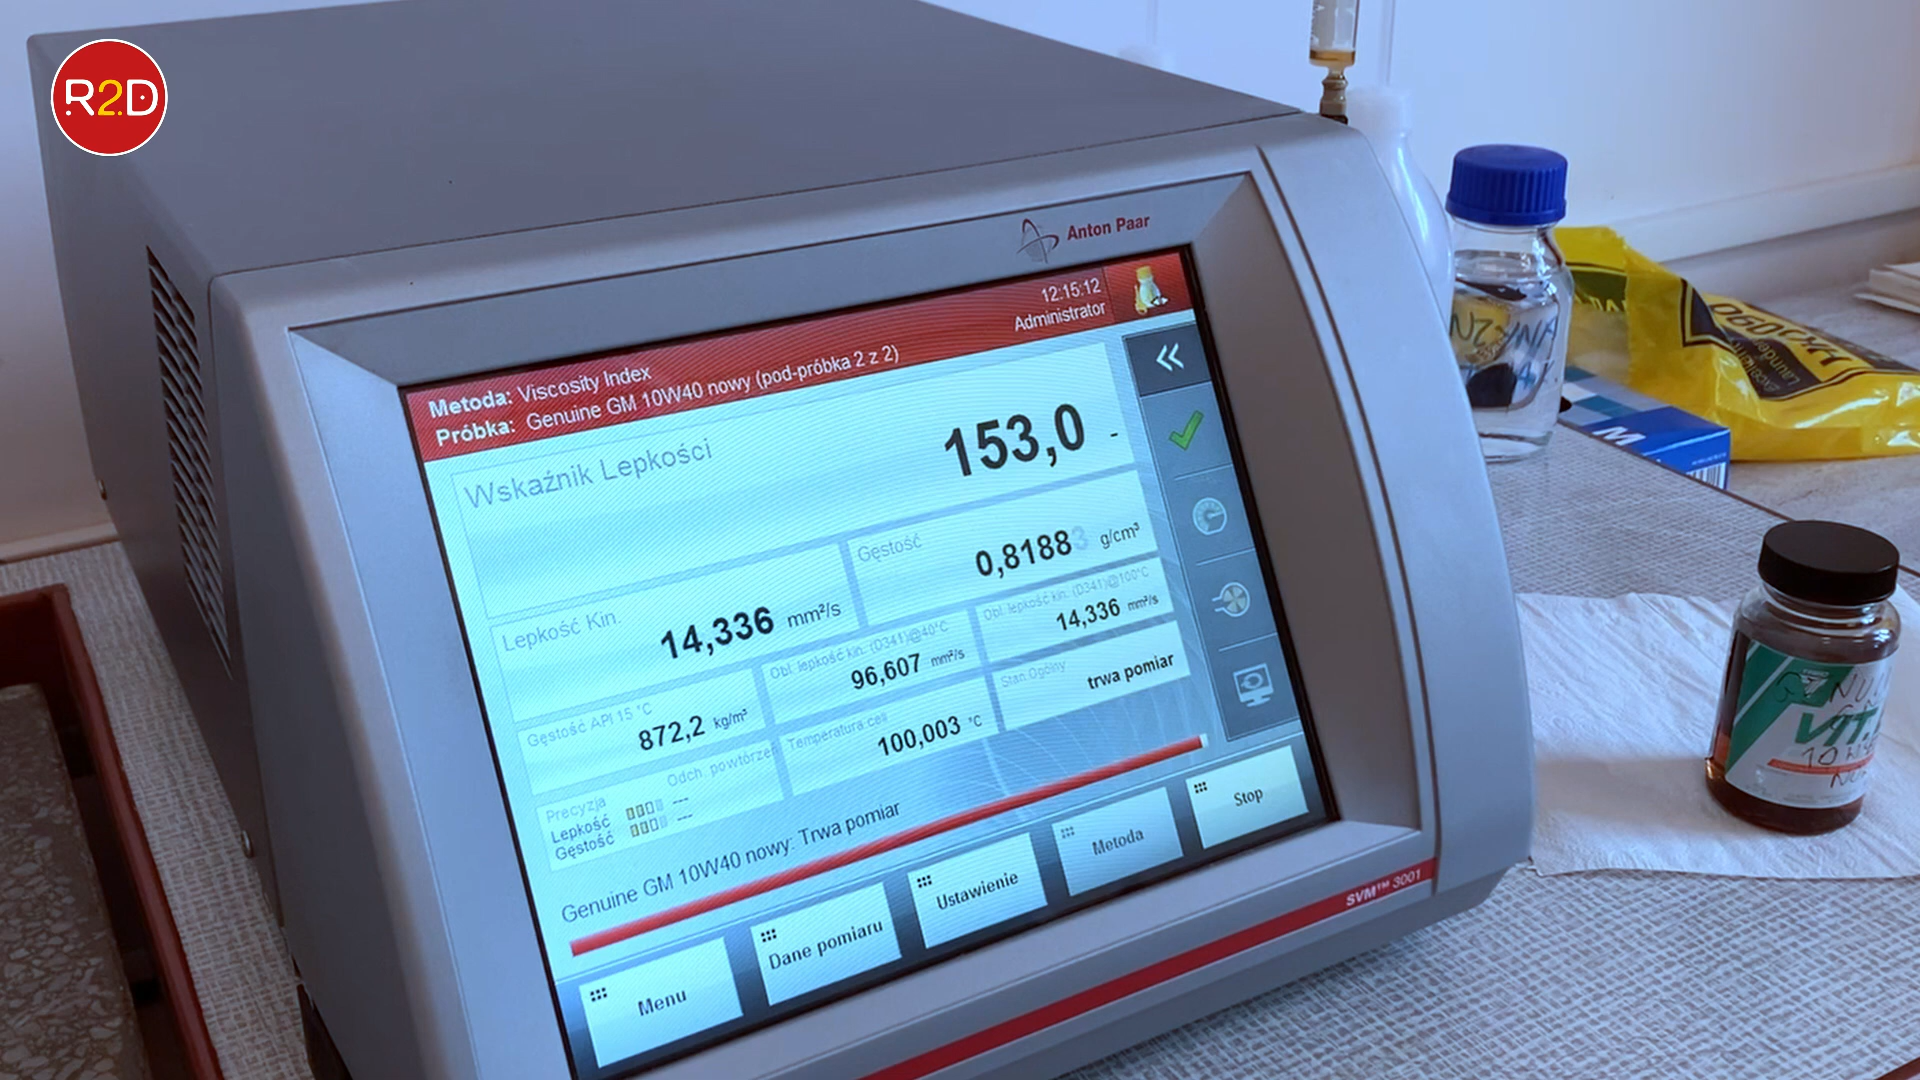 R2D
Anton Paar
12:15:12
Administrator
Metoda: Viscosity Index
Próbka: Genuine GM 10W40 nowy (pod-próbka 2 z 2)
Wskaźnik Lepkości
153,0 -
Lepkość Kin.
14,336 mm²/s
Gęstość
0,81883 g/cm³
Gęstość API 15 °C
872,2 kg/m³
Obl. lepkość kin. (D341)@40°C
96,607 mm²/s
Obl. lepkość kin. (D341)@100°C
14,336 mm²/s
Precyzja
Odch. powtórzeń
Lepkość ---
Gęstość ---
Temperatura celi
100,003 °C
Stan Ogólny
trwa pomiar
Genuine GM 10W40 nowy: Trwa pomiar
Menu
Dane pomiaru
Ustawienie
Metoda
Stop
SVM™ 3001
M
VIT.